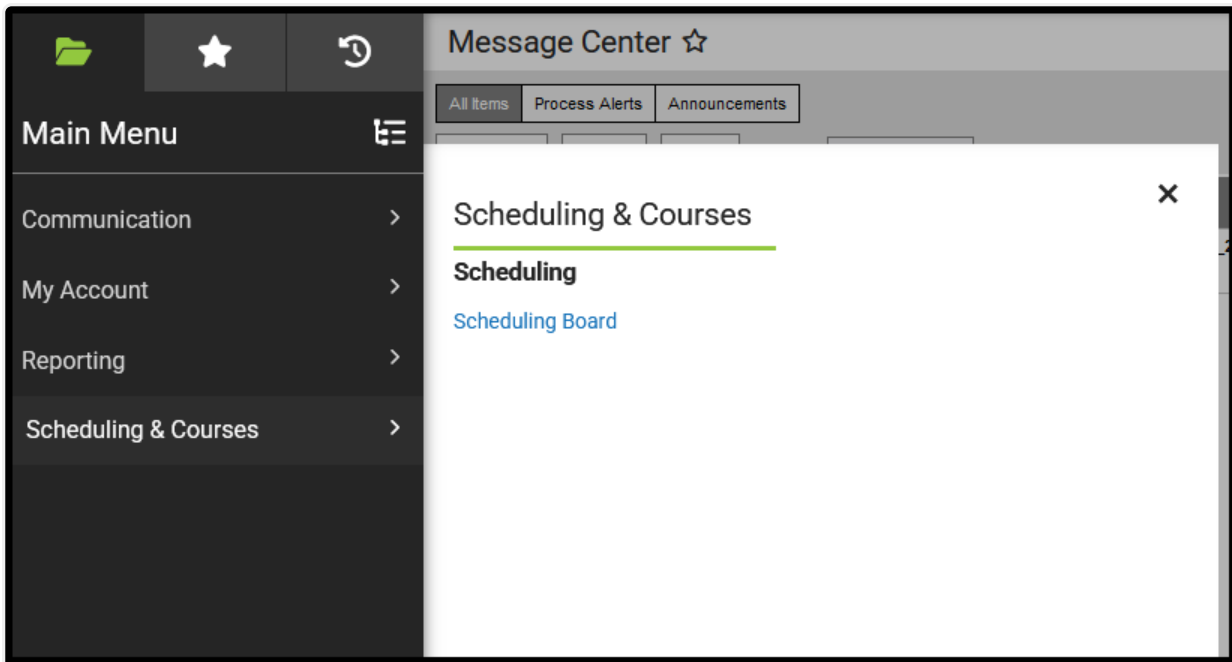 Message Center
All Items Process Alerts Announcements
Main Menu
Communication
My Account
Reporting
Scheduling & Courses
Scheduling & Courses
Scheduling
Scheduling Board